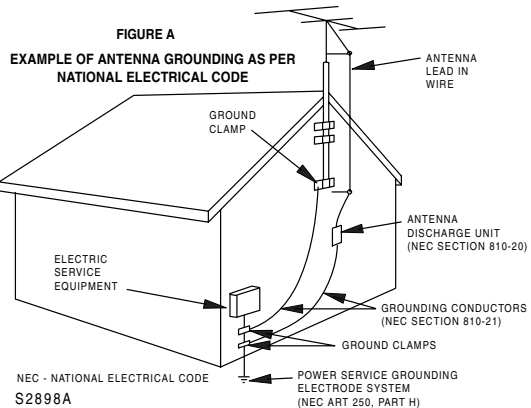 FIGURE A
EXAMPLE OF ANTENNA GROUNDING AS PER
NATIONAL ELECTRICAL CODE
ANTENNA
LEAD IN
WIRE
GROUND
CLAMP
ANTENNA
DISCHARGE UNIT
(NEC SECTION 810-20)
ELECTRIC
SERVICE
EQUIPMENT
GROUNDING CONDUCTORS
(NEC SECTION 810-21)
GROUND CLAMPS
POWER SERVICE GROUNDING
ELECTRODE SYSTEM
(NEC ART 250, PART H)
NEC - NATIONAL ELECTRICAL CODE
S2898A